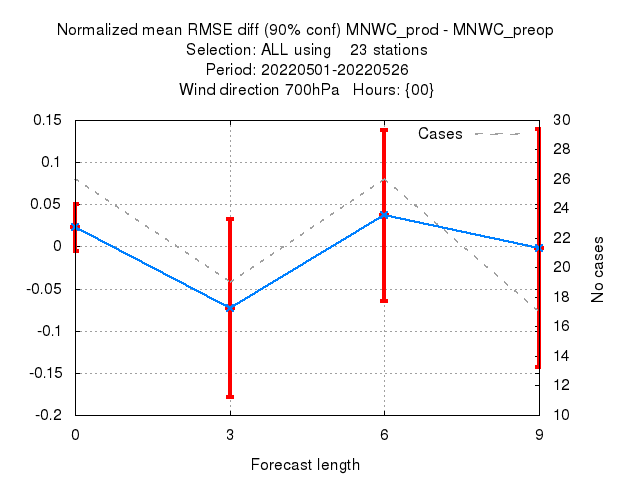 Normalized mean RMSE diff (90% conf) MNWC_prod - MNWC_preop
Selection: ALL using    23 stations
Period: 20220501-20220526
Wind direction 700hPa   Hours: {00}
Cases
0.15
0.1
0.05
0
-0.05
-0.1
-0.15
-0.2
30
28
26
24
22
20
18
16
14
12
10
No cases
0 3 6 9
Forecast length